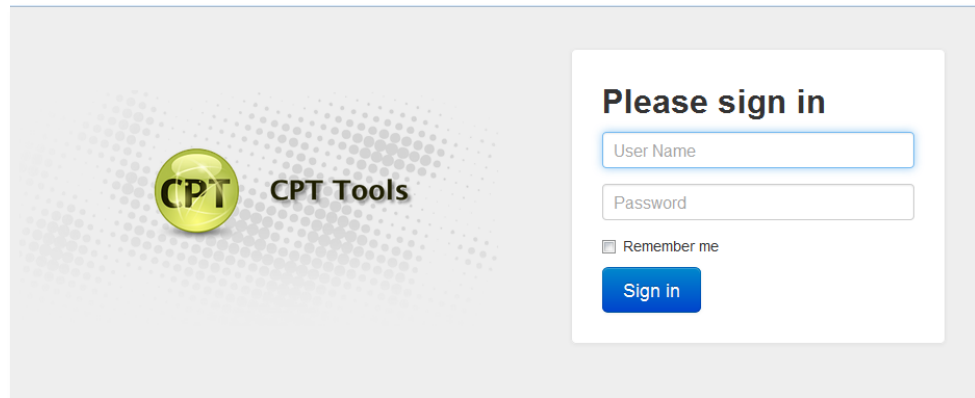 CPT
CPT Tools
Please sign in
User Name
Password
Remember me
Sign in